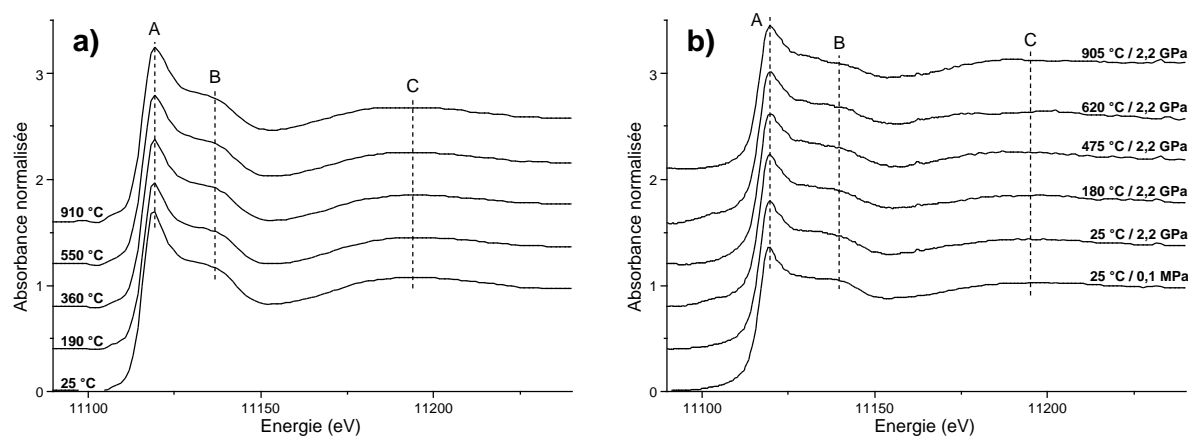 a)
A
B
C
3
2
1
0
910 °C
550 °C
360 °C
190 °C
25 °C
11100
11150
11200
Energie (eV)
Absorbance normalisée
b)
A
B
C
3
2
1
0
905 °C / 2,2 GPa
620 °C / 2,2 GPa
475 °C / 2,2 GPa
180 °C / 2,2 GPa
25 °C / 2,2 GPa
25 °C / 0,1 MPa
11100
11150
11200
Energie (eV)
Absorbance normalisée